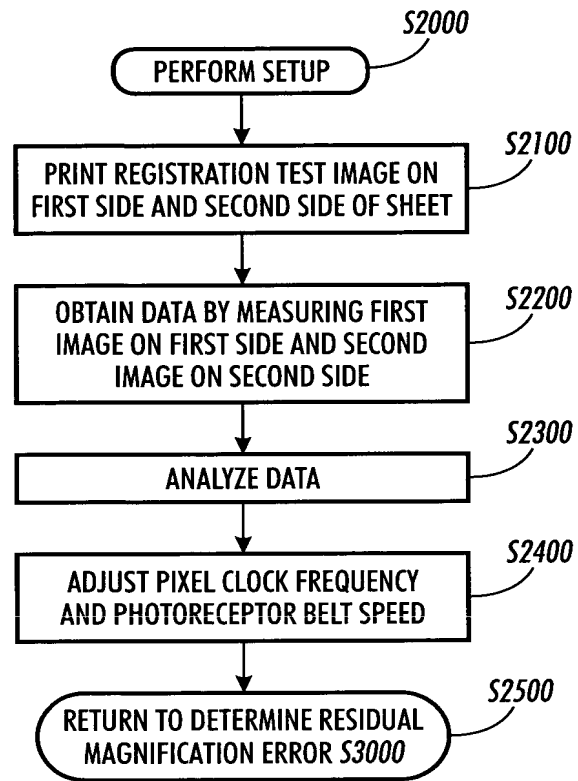 S2000
PERFORM SETUP
S2100
PRINT REGISTRATION TEST IMAGE ON
FIRST SIDE AND SECOND SIDE OF SHEET
S2200
OBTAIN DATA BY MEASURING FIRST
IMAGE ON FIRST SIDE AND SECOND
IMAGE ON SECOND SIDE
S2300
ANALYZE DATA
S2400
ADJUST PIXEL CLOCK FREQUENCY
AND PHOTORECEPTOR BELT SPEED
S2500
RETURN TO DETERMINE RESIDUAL
MAGNIFICATION ERROR S3000